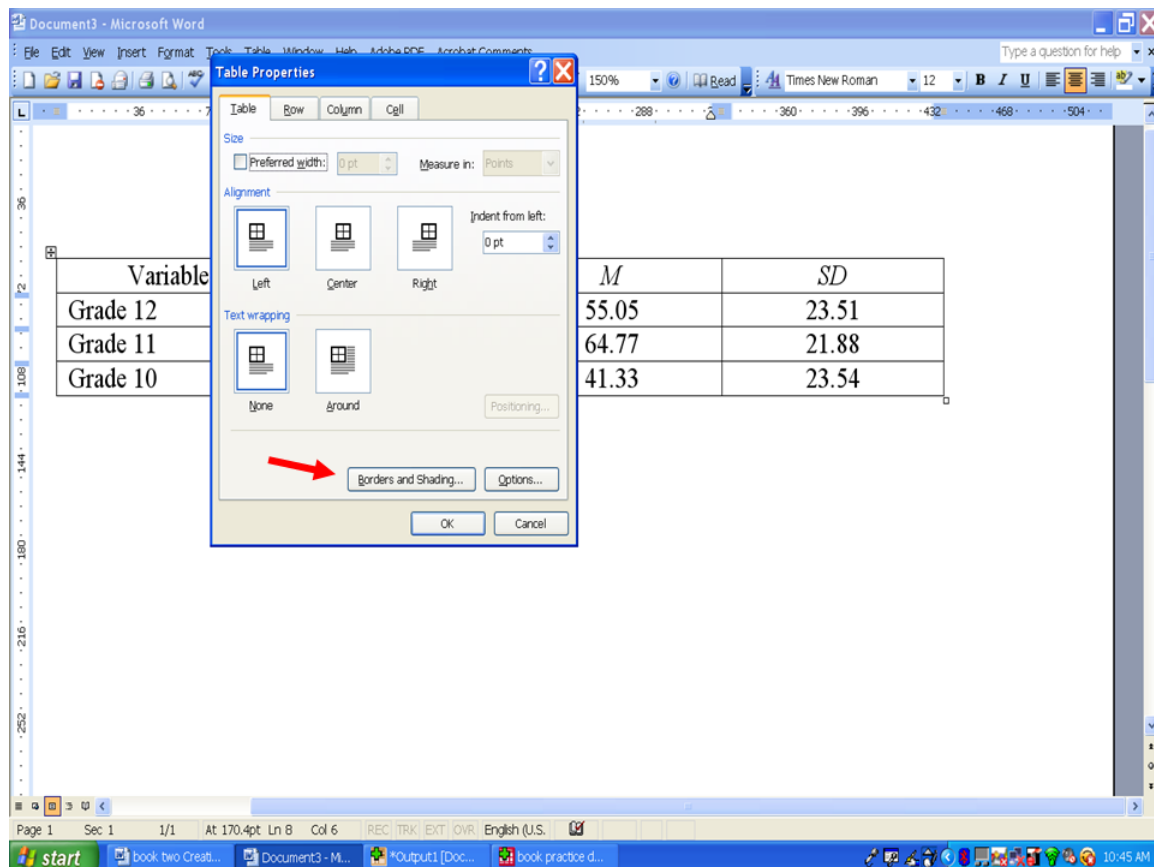 Document3 - Microsoft Word
File Edit View Insert Format Tools Table Window Help Adobe PDF Acrobat Comments
Type a question for help
150% Read Times New Roman 12 B I U
36 288 360 396 432 468 504
Table Properties
Table Row Column Cell
Size
Preferred width: 0 pt Measure in: Points
Alignment
Indent from left:
0 pt
Left Center Right
Text wrapping
None Around
Positioning...
Borders and Shading... Options...
OK Cancel
Variable M SD
Grade 12 55.05 23.51
Grade 11 64.77 21.88
Grade 10 41.33 23.54
36
108
144
180
216
252
Page 1 Sec 1 1/1 At 170.4pt Ln 8 Col 6 REC TRK EXT OVR English (U.S.
start book two Creati... Document3 - Mi... *Output1 [Doc... book practice d... 10:45 AM